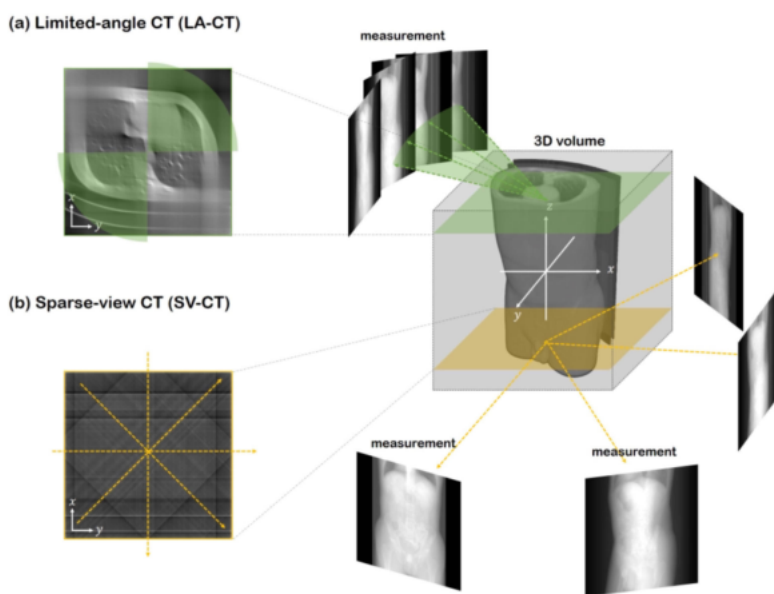 (a) Limited-angle CT (LA-CT)
measurement
3D volume
x
y
z
x
y
(b) Sparse-view CT (SV-CT)
measurement
measurement
x
y